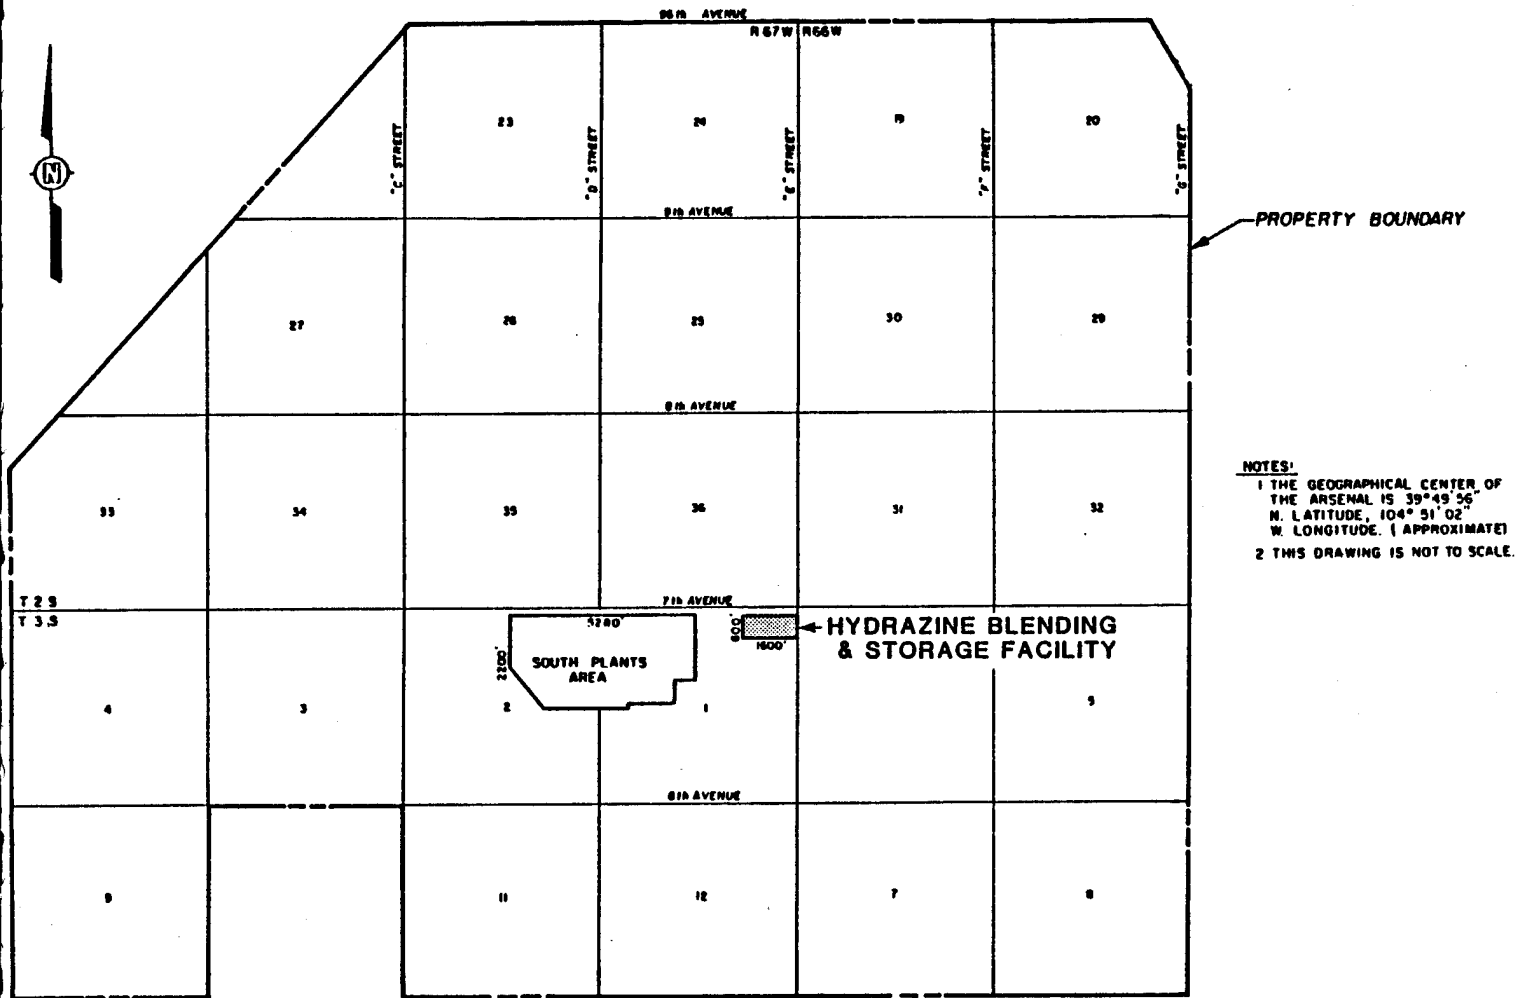 96th AVENUE
R67W R66W
N
23
24
19
20
"C" STREET
"D" STREET
"E" STREET
"F" STREET
"G" STREET
9th AVENUE
PROPERTY BOUNDARY
27
26
25
30
29
8th AVENUE
NOTES:
1 THE GEOGRAPHICAL CENTER OF
THE ARSENAL IS 39°49'56"
N. LATITUDE, 104° 51' 02"
W. LONGITUDE. (APPROXIMATE)
2 THIS DRAWING IS NOT TO SCALE.
33
34
35
36
31
32
T 2 S
T 3 S
7th AVENUE
5280'
2200'
SOUTH PLANTS
AREA
600'
1600'
HYDRAZINE BLENDING
& STORAGE FACILITY
4
3
2
1
5
6th AVENUE
9
11
12
7
8